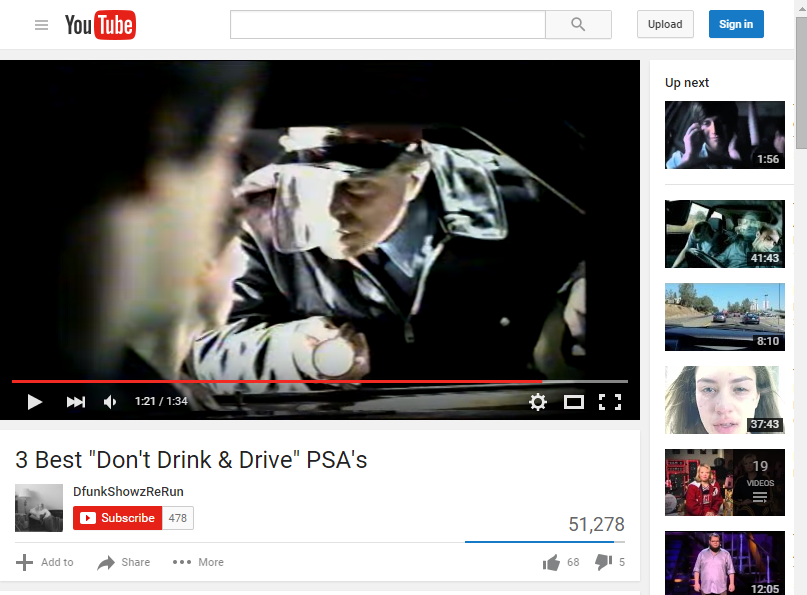 YouTube
Upload
Sign in
1:21 / 1:34
3 Best "Don't Drink & Drive" PSA's
DfunkShowzReRun
Subscribe 478
51,278
Add to Share More 68 5
Up next
1:56
41:43
8:10
37:43
19
VIDEOS
12:05